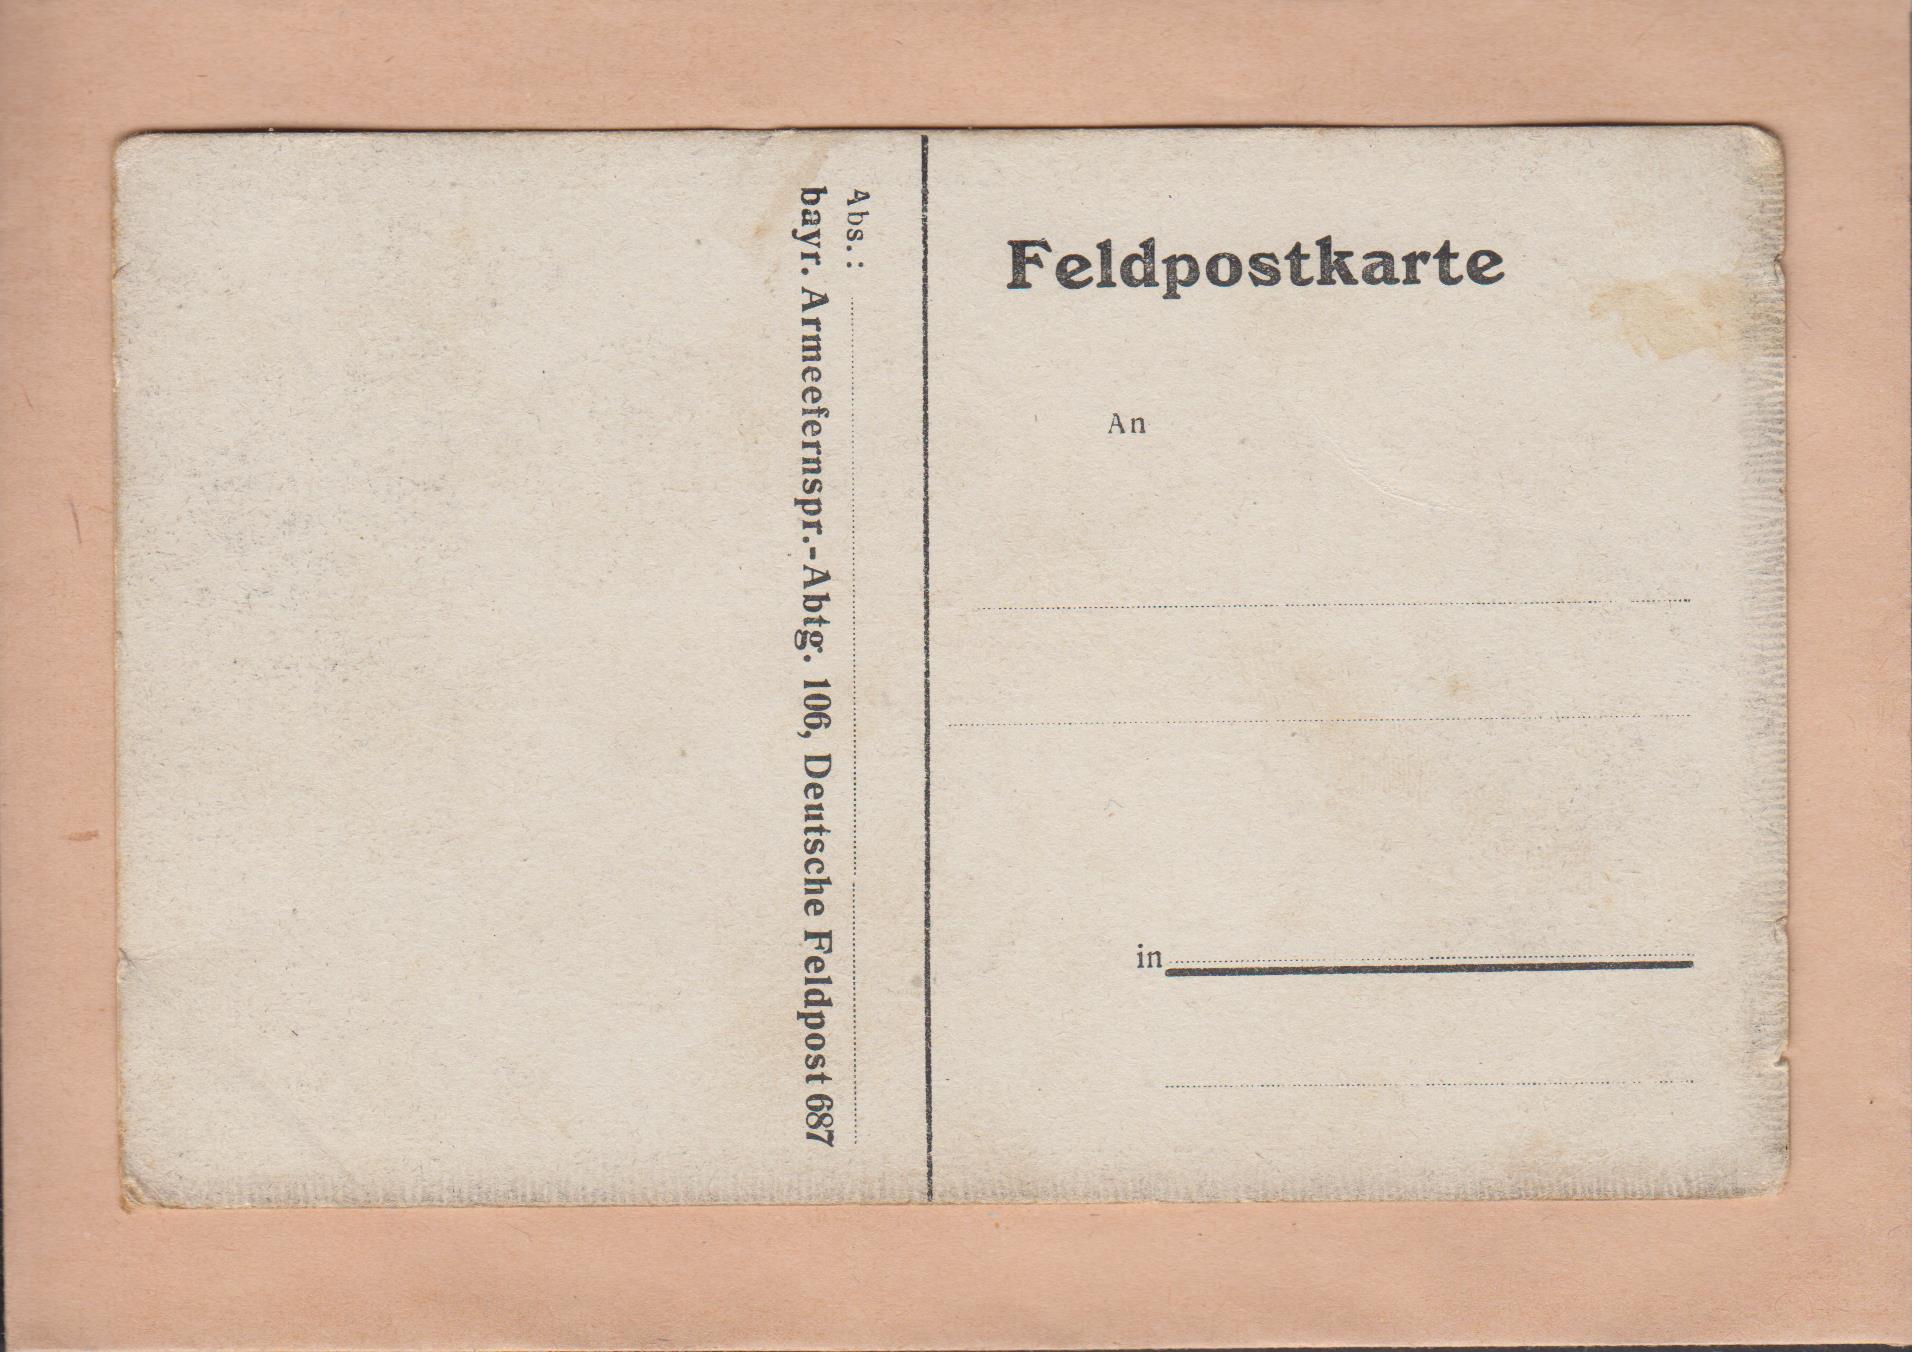 Abs.:
bayr. Armeefernspr.-Abtg. 106, Deutsche Feldpost 687
Feldpostkarte
An
in